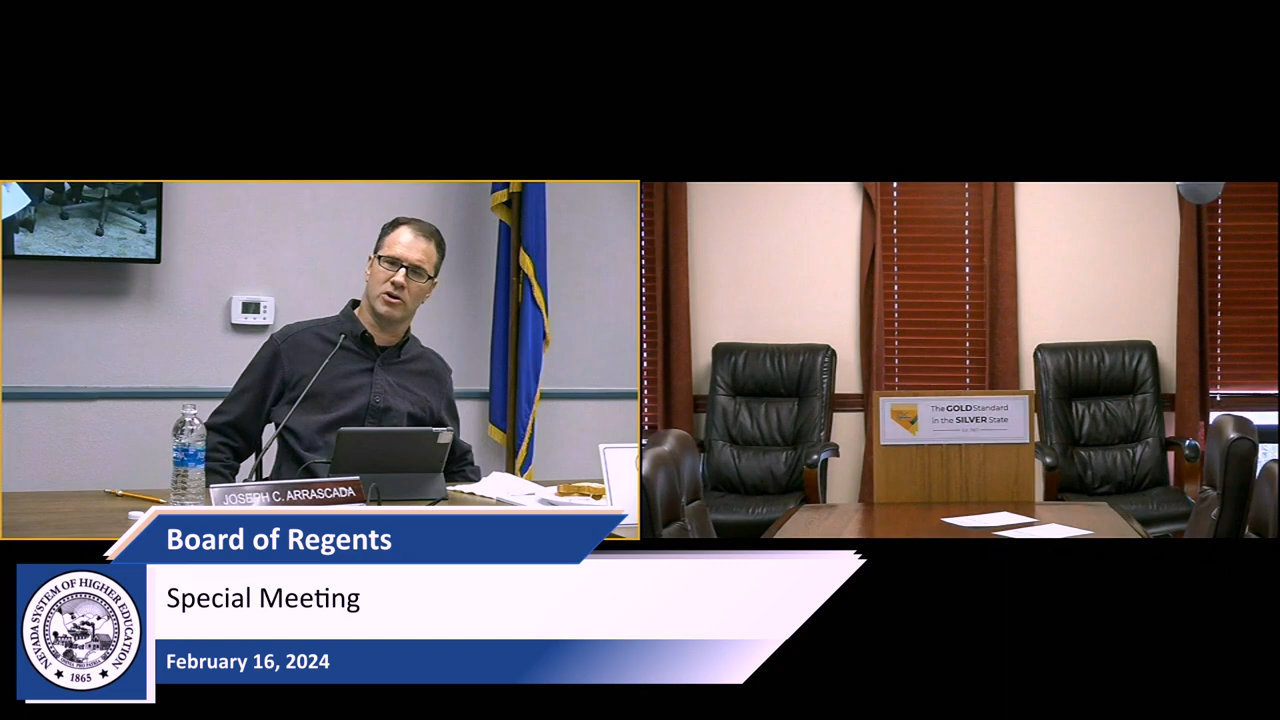 The GOLD Standard
in the SILVER State
JOSEPH C. ARRASCADA
Board of Regents
Special Meeting
February 16, 2024
NEVADA SYSTEM OF HIGHER EDUCATION
1865